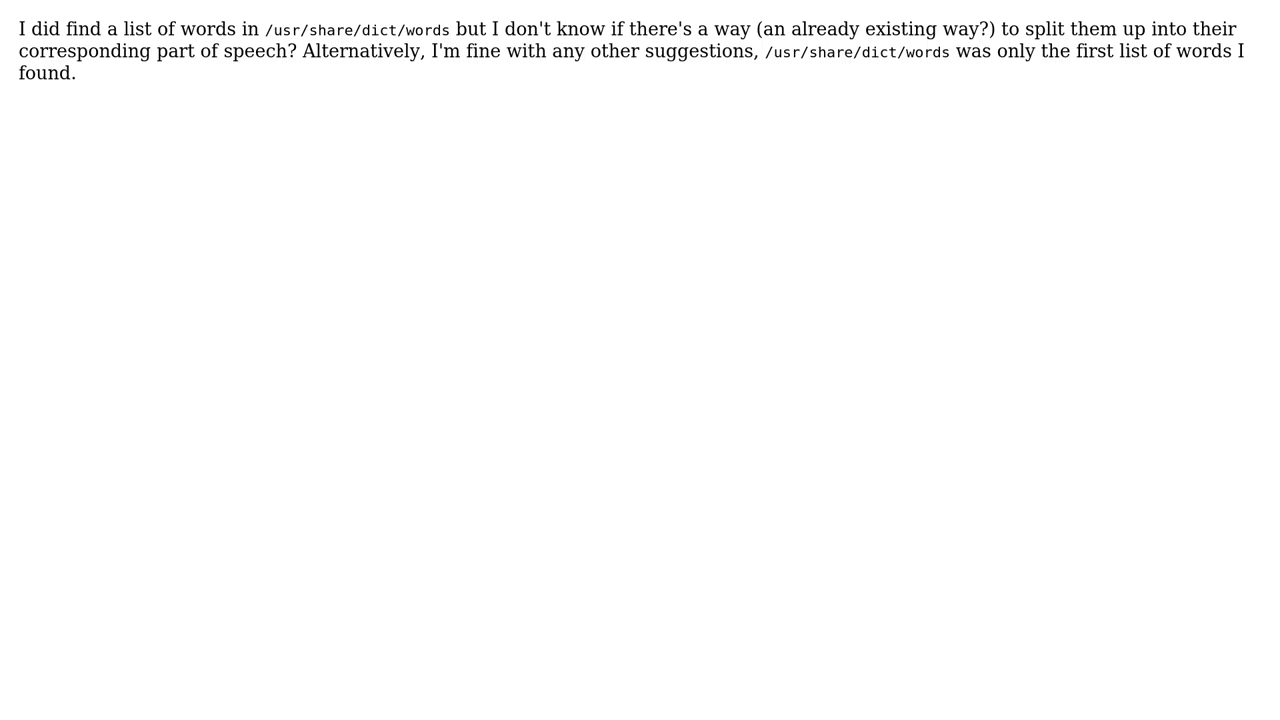 I did find a list of words in /usr/share/dict/words but I don't know if there's a way (an already existing way?) to split them up into their
corresponding part of speech? Alternatively, I'm fine with any other suggestions, /usr/share/dict/words was only the first list of words I
found.